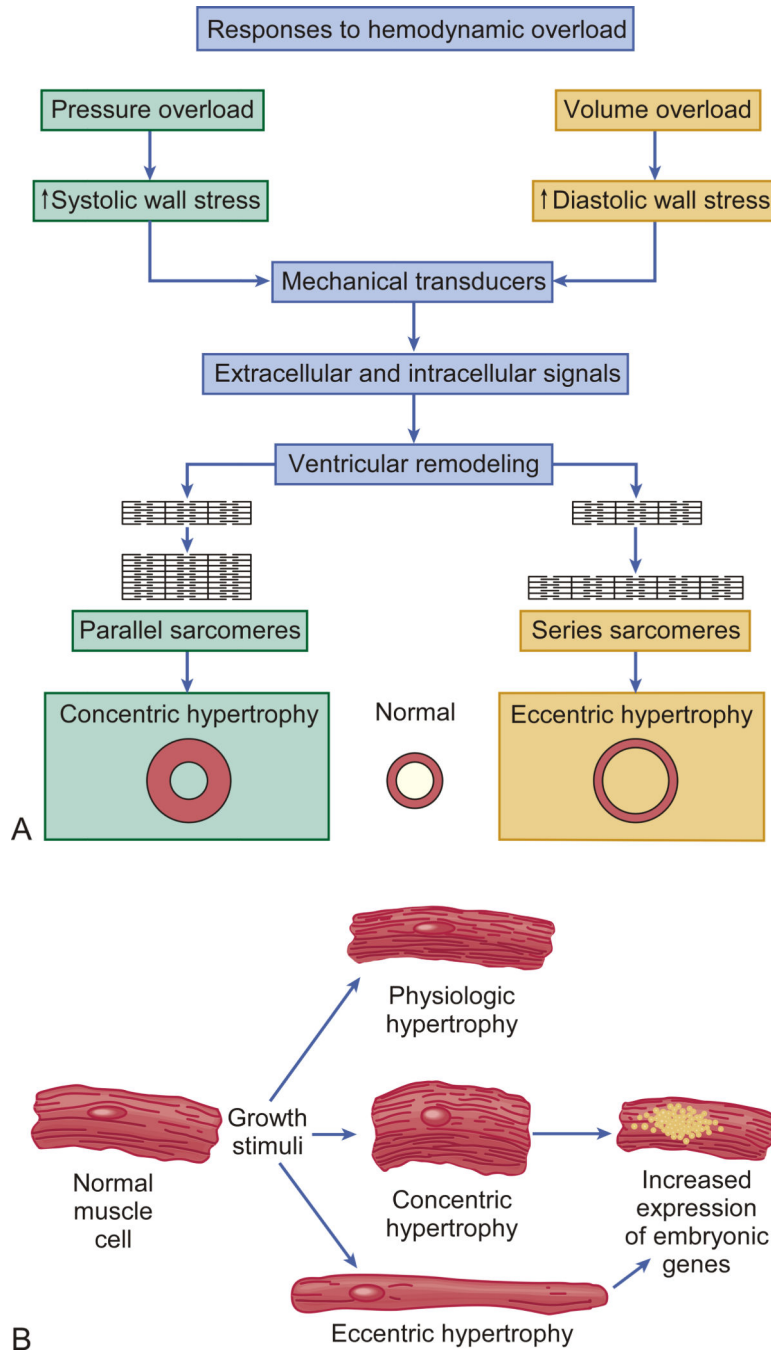 Responses to hemodynamic overload
Pressure overload
Volume overload
↑Systolic wall stress
↑Diastolic wall stress
Mechanical transducers
Extracellular and intracellular signals
Ventricular remodeling
Parallel sarcomeres
Series sarcomeres
Concentric hypertrophy
Normal
Eccentric hypertrophy
A
Physiologic
hypertrophy
Growth
stimuli
Normal
muscle
cell
Concentric
hypertrophy
Increased
expression
of embryonic
genes
Eccentric hypertrophy
B